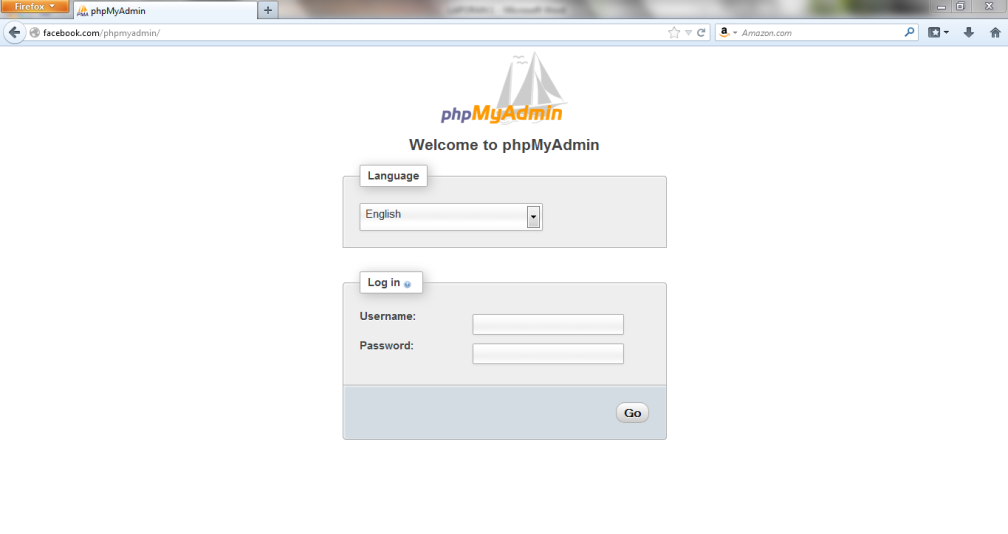 Firefox
phpMyAdmin
facebook.com/phpmyadmin/
Amazon.com
phpMyAdmin
Welcome to phpMyAdmin
Language
English
Log in
Username:
Password:
Go